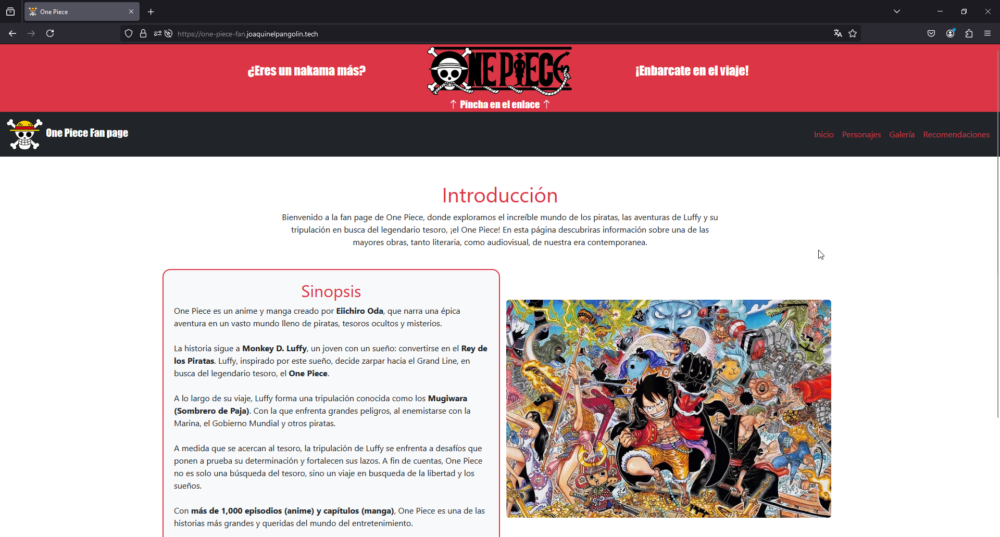 One Piece
https://one-piece-fan.joaquinelpangolin.tech
¿Eres un nakama más?
ONE PIECE
¡Enbarcate en el viaje!
↑ Pincha en el enlace ↑
One Piece Fan page
Inicio Personajes Galería Recomendaciones
Introducción
Bienvenido a la fan page de One Piece, donde exploramos el increíble mundo de los piratas, las aventuras de Luffy y su
tripulación en busca del legendario tesoro, ¡el One Piece! En esta página descubriras información sobre una de las
mayores obras, tanto literaria, como audiovisual, de nuestra era contemporanea.
Sinopsis
One Piece es un anime y manga creado por Eiichiro Oda, que narra una épica
aventura en un vasto mundo lleno de piratas, tesoros ocultos y misterios.
La historia sigue a Monkey D. Luffy, un joven con un sueño: convertirse en el Rey de
los Piratas. Luffy, inspirado por este sueño, decide zarpar hacia el Grand Line, en
busca del legendario tesoro, el One Piece.
A lo largo de su viaje, Luffy forma una tripulación conocida como los Mugiwara
(Sombrero de Paja). Con la que enfrenta grandes peligros, al enemistarse con la
Marina, el Gobierno Mundial y otros piratas.
A medida que se acercan al tesoro, la tripulación de Luffy se enfrenta a desafíos que
ponen a prueba su determinación y fortalecen sus lazos. A fin de cuentas, One Piece
no es solo una búsqueda del tesoro, sino un viaje en busqueda de la libertad y los
sueños.
Con más de 1,000 episodios (anime) y capítulos (manga), One Piece es una de las
historias más grandes y queridas del mundo del entretenimiento.